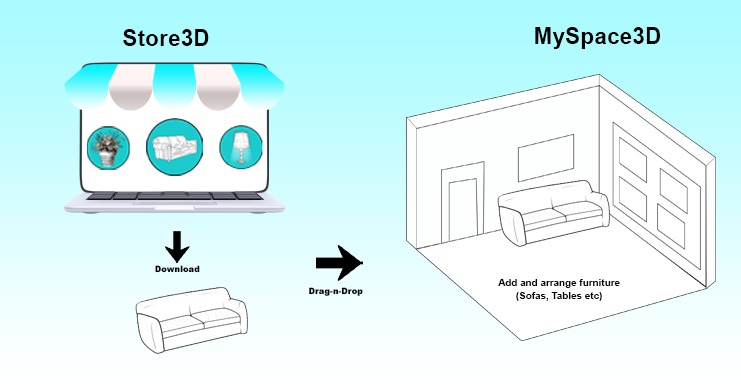 Store3D
MySpace3D
Download
Drag-n-Drop
Add and arrange furniture
(Sofas, Tables etc)